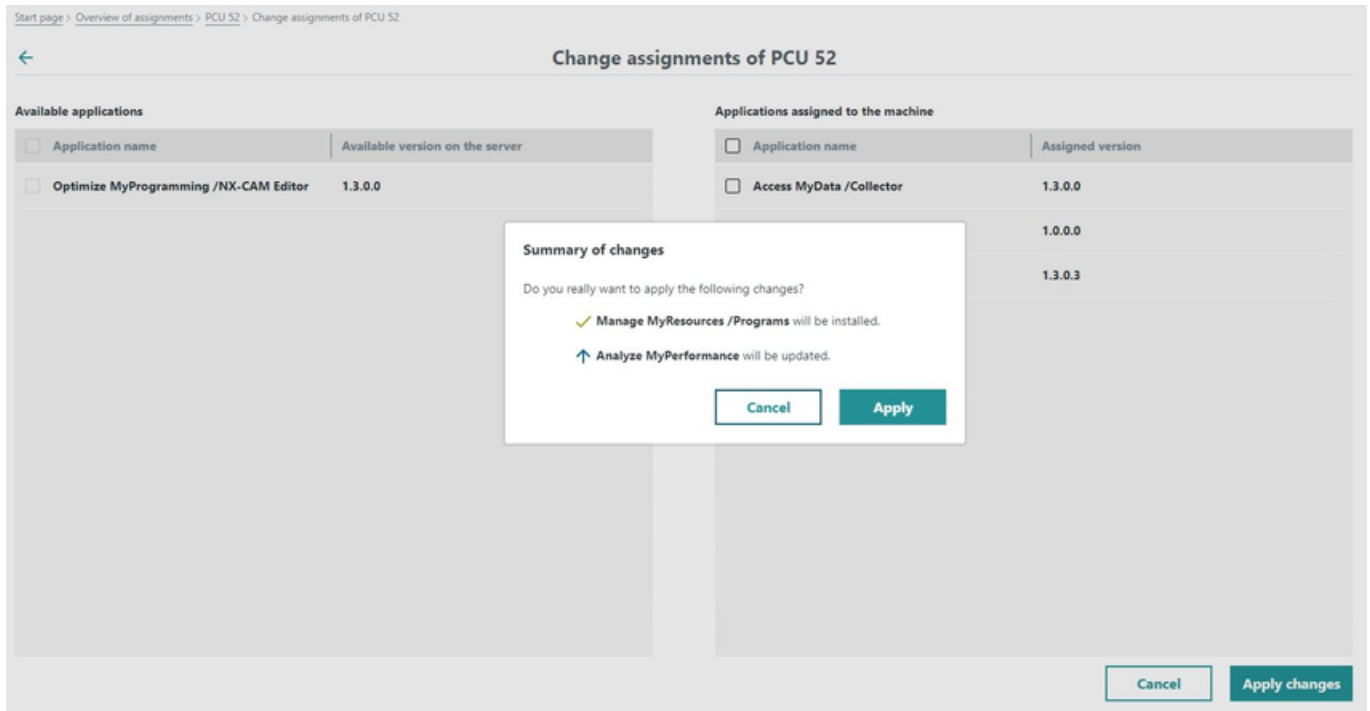 Start page > Overview of assignments > PCU 52 > Change assignments of PCU 52
Change assignments of PCU 52
Available applications
Application name Available version on the server
Optimize MyProgramming /NX-CAM Editor 1.3.0.0
Applications assigned to the machine
Application name Assigned version
Access MyData /Collector 1.3.0.0
1.0.0.0
1.3.0.3
Summary of changes
Do you really want to apply the following changes?
Manage MyResources /Programs will be installed.
Analyze MyPerformance will be updated.
Cancel Apply
Cancel Apply changes